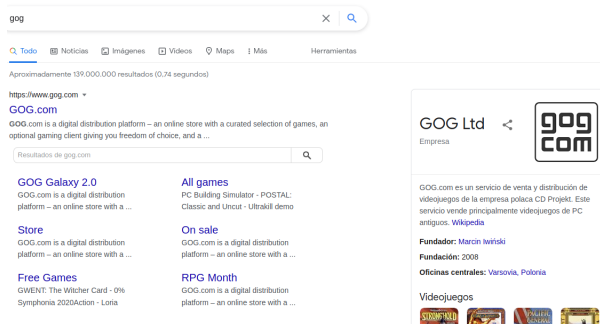 gog
Todo
Noticias
Imágenes
Vídeos
Maps
Más
Herramientas
Aproximadamente 139.000.000 resultados (0,74 segundos)
https://www.gog.com
GOG.com
GOG.com is a digital distribution platform – an online store with a curated selection of games, an
optional gaming client giving you freedom of choice, and a ...
Resultados de gog.com
GOG Galaxy 2.0
GOG.com is a digital distribution
platform – an online store with a ...
All games
PC Building Simulator - POSTAL:
Classic and Uncut - Ultrakill demo
Store
GOG.com is a digital distribution
platform – an online store with a ...
On sale
GOG.com is a digital distribution
platform – an online store with a ...
Free Games
GWENT: The Witcher Card - 0%
Symphonia 2020Action - Loria
RPG Month
GOG.com is a digital distribution
platform – an online store with a ...
GOG Ltd
Empresa
gog
com
GOG.com es un servicio de venta y distribución de
videojuegos de la empresa polaca CD Projekt. Este
servicio vende principalmente videojuegos de PC
antiguos. Wikipedia
Fundador: Marcin Iwiński
Fundación: 2008
Oficinas centrales: Varsovia, Polonia
Videojuegos
STRONGHOLD
PACIFIC
GENERAL